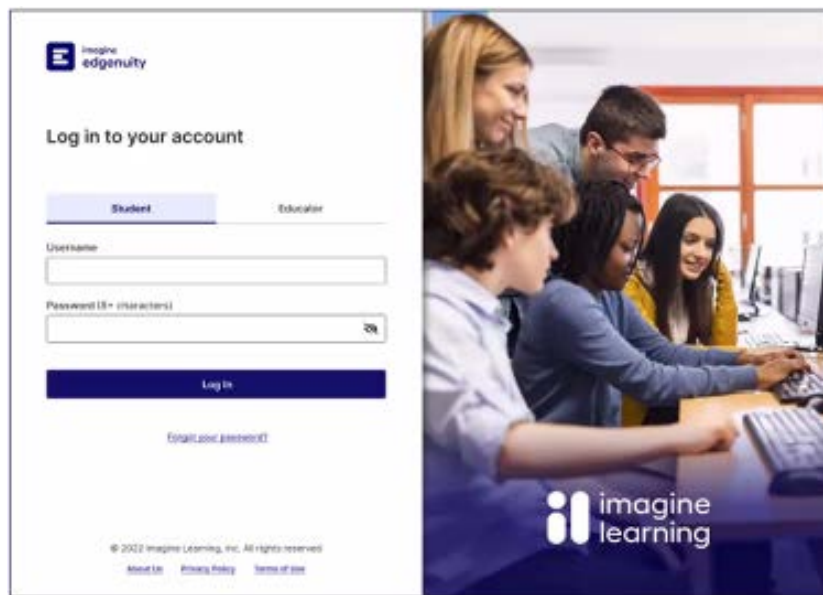 imagine
edgenuity
Log in to your account
Student
Educator
Username
Password (8+ characters)
Log In
Forgot your password?
© 2022 Imagine Learning, Inc. All rights reserved
About Us Privacy Policy Terms of Use
imagine
learning